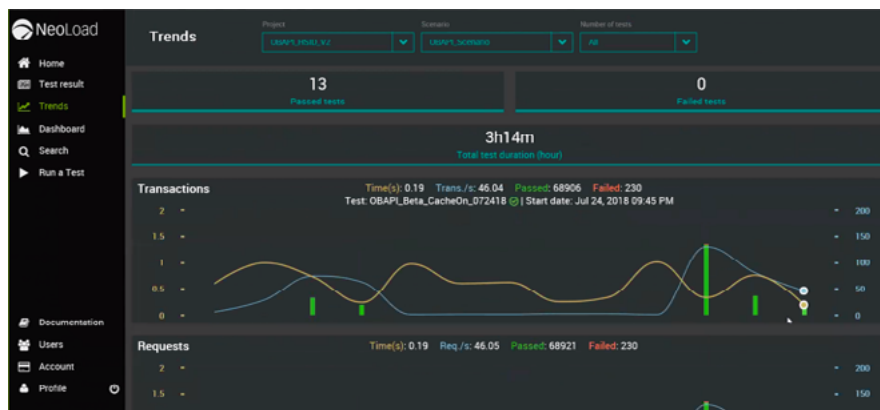 NeoLoad
Home
Test result
Trends
Dashboard
Search
Run a Test
Documentation
Users
Account
Profile
Trends
Project
Scenario
Number of tests
OBAPI_Scenario
All
13
Passed tests
0
Failed tests
3h14m
Total test duration (hour)
Transactions
Time(s): 0.19 Trans./s: 46.04 Passed: 68906 Failed: 230
Test: OBAPI_Beta_CacheOn_072418 | Start date: Jul 24, 2018 09:45 PM
2
1.5
1
0.5
0
200
150
100
50
0
Requests
Time(s): 0.19 Req./s: 46.05 Passed: 68921 Failed: 230
2
1.5
200
150